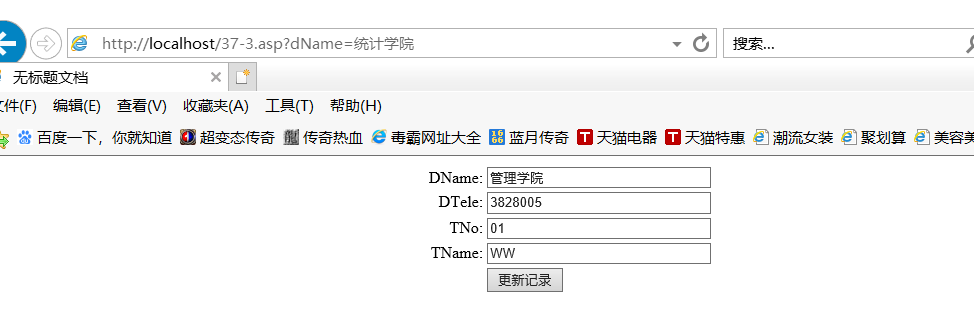 http://localhost/37-3.asp?dName=统计学院 搜索...
无标题文档
文件(F) 编辑(E) 查看(V) 收藏夹(A) 工具(T) 帮助(H)
百度一下，你就知道 超变态传奇 传奇热血 毒霸网址大全 1666 蓝月传奇 T 天猫电器 T 天猫特惠 潮流女装 聚划算 美容美
DName: 管理学院
DTele: 3828005
TNo: 01
TName: WW
更新记录